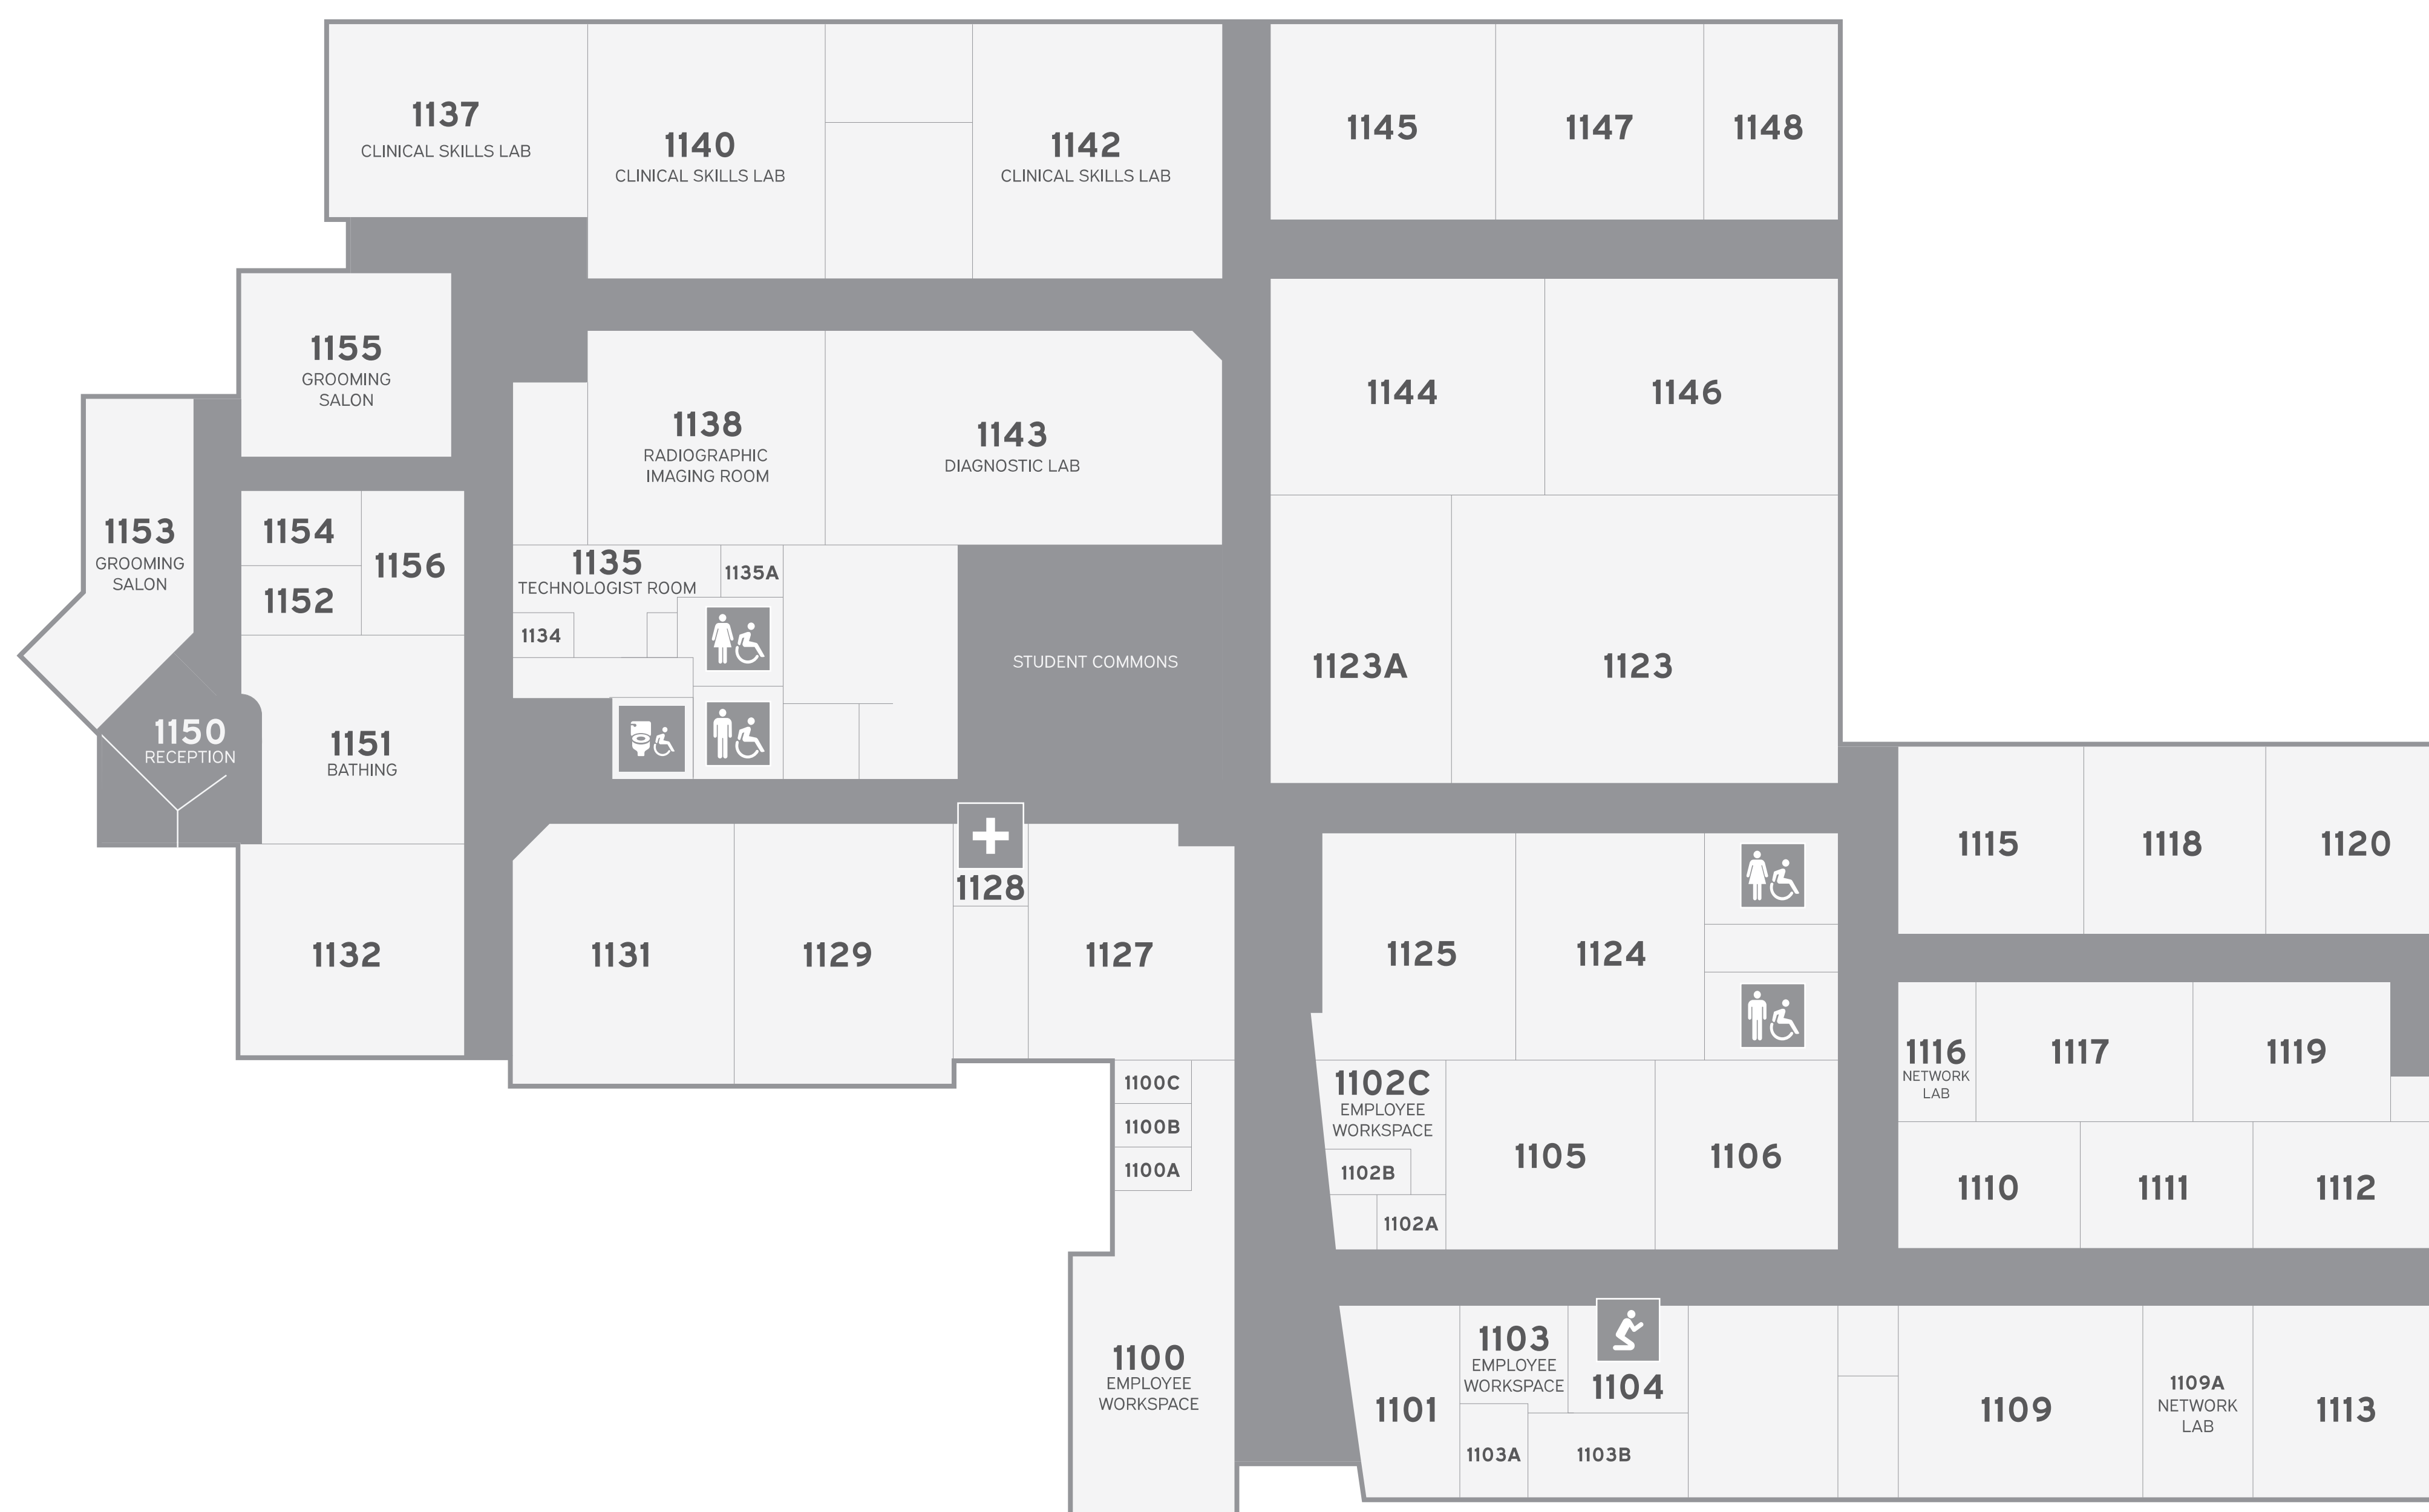 1137
CLINICAL SKILLS LAB
1140
CLINICAL SKILLS LAB
1142
CLINICAL SKILLS LAB
1145
1147
1148
1155
GROOMING
SALON
1138
RADIOGRAPHIC
IMAGING ROOM
1143
DIAGNOSTIC LAB
1144
1146
1153
GROOMING
SALON
1154
1152
1156
1135
TECHNOLOGIST ROOM
1135A
1134
STUDENT COMMONS
1123A
1123
1150
RECEPTION
1151
BATHING
1132
1131
1129
1128
1127
1125
1124
1115
1118
1120
1116
NETWORK
LAB
1117
1119
1100C
1100B
1100A
1102C
EMPLOYEE
WORKSPACE
1102B
1102A
1105
1106
1110
1111
1112
1100
EMPLOYEE
WORKSPACE
1101
1103
EMPLOYEE
WORKSPACE
1104
1103A
1103B
1109
1109A
NETWORK
LAB
1113